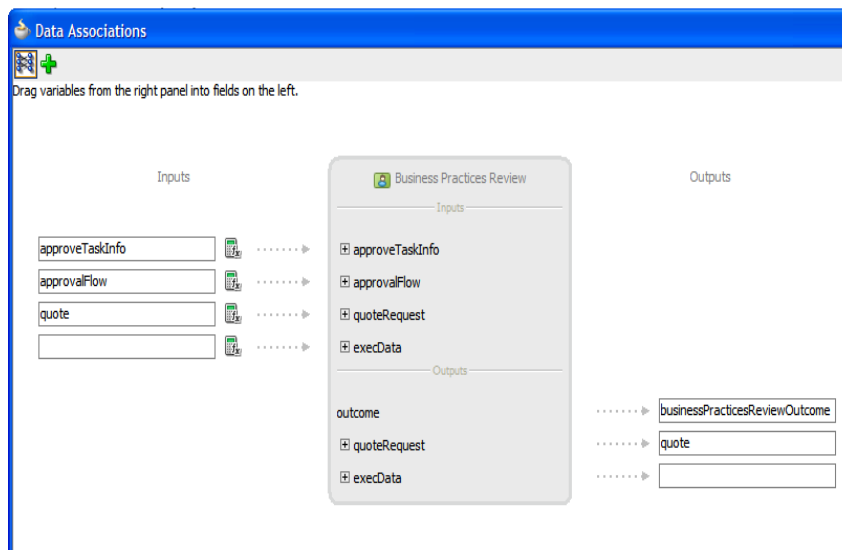 Data Associations
Drag variables from the right panel into fields on the left.
Inputs
Business Practices Review
Outputs
Inputs
approveTaskInfo
approveTaskInfo
approvalFlow
approvalFlow
quote
quoteRequest
execData
Outputs
outcome
businessPracticesReviewOutcome
quoteRequest
quote
execData